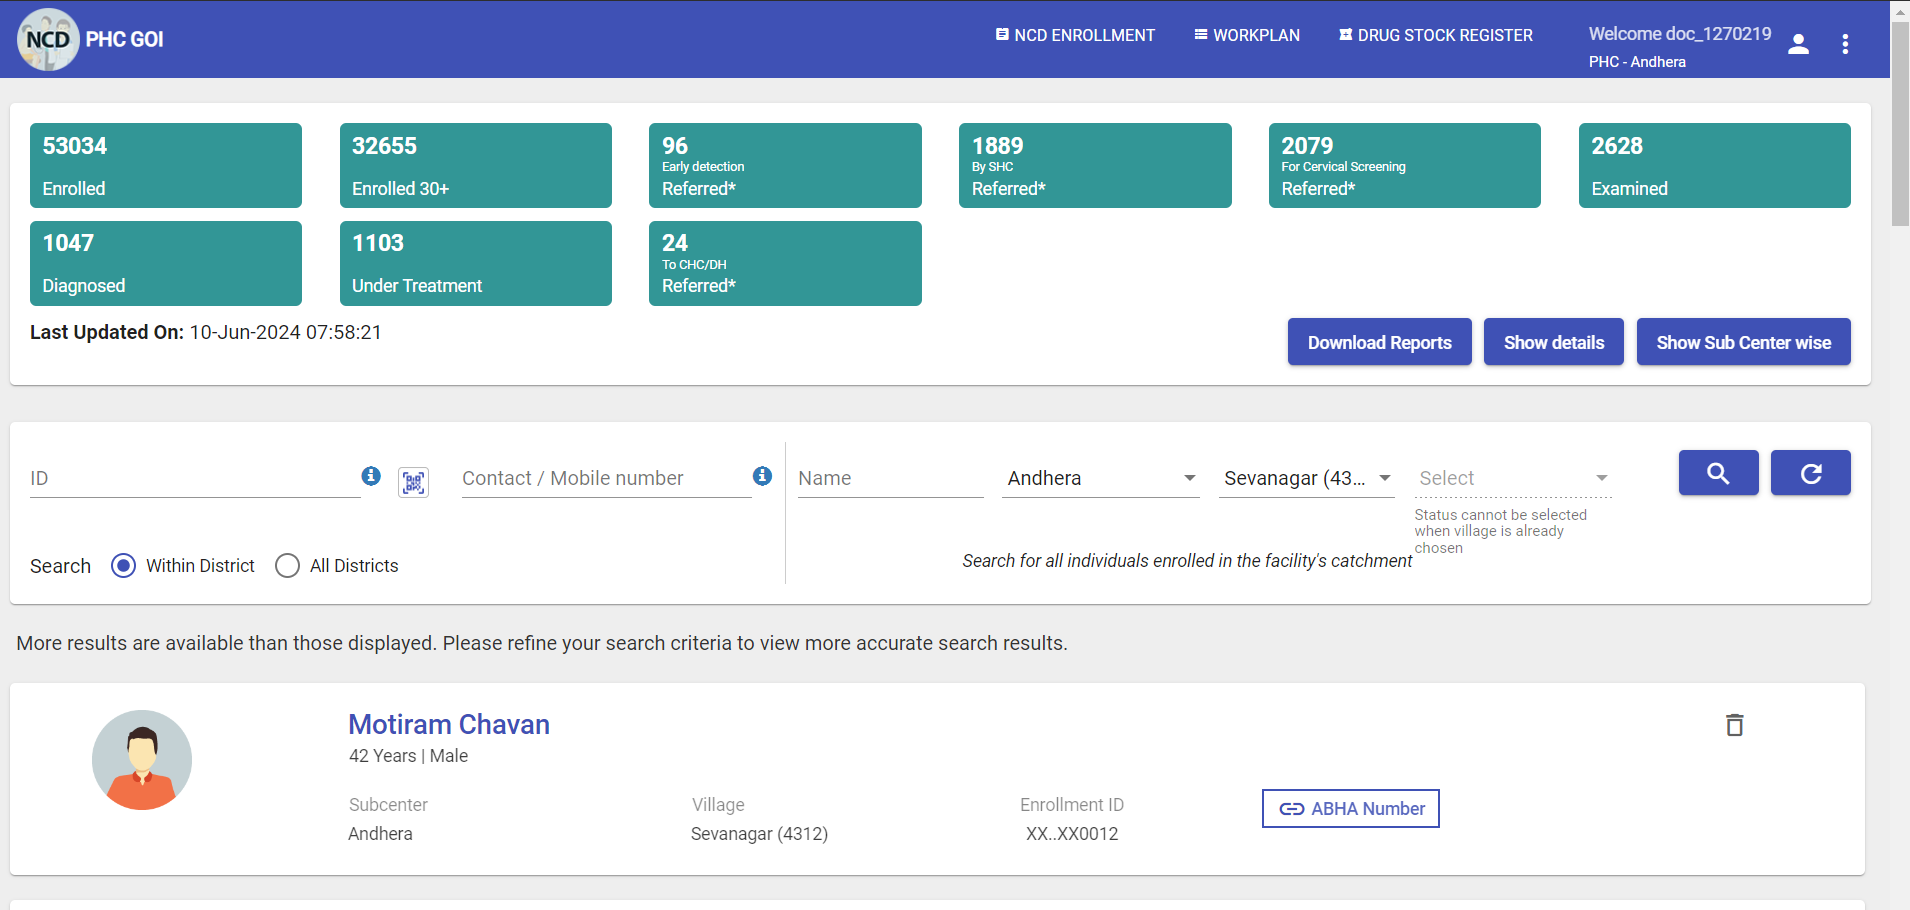 NCD PHC GOI
NCD ENROLLMENT WORKPLAN DRUG STOCK REGISTER
Welcome doc_1270219
PHC - Andhera
53034
Enrolled
32655
Enrolled 30+
96
Early detection
Referred*
1889
By SHC
Referred*
2079
For Cervical Screening
Referred*
2628
Examined
1047
Diagnosed
1103
Under Treatment
24
To CHC/DH
Referred*
Last Updated On: 10-Jun-2024 07:58:21
Download Reports Show details Show Sub Center wise
ID Contact / Mobile number Name Andhera Sevanagar (43... Select
Status cannot be selected
when village is already
chosen
Search Within District All Districts
Search for all individuals enrolled in the facility's catchment
More results are available than those displayed. Please refine your search criteria to view more accurate search results.
Motiram Chavan
42 Years | Male
Subcenter Village Enrollment ID
Andhera Sevanagar (4312) XX..XX0012
ABHA Number